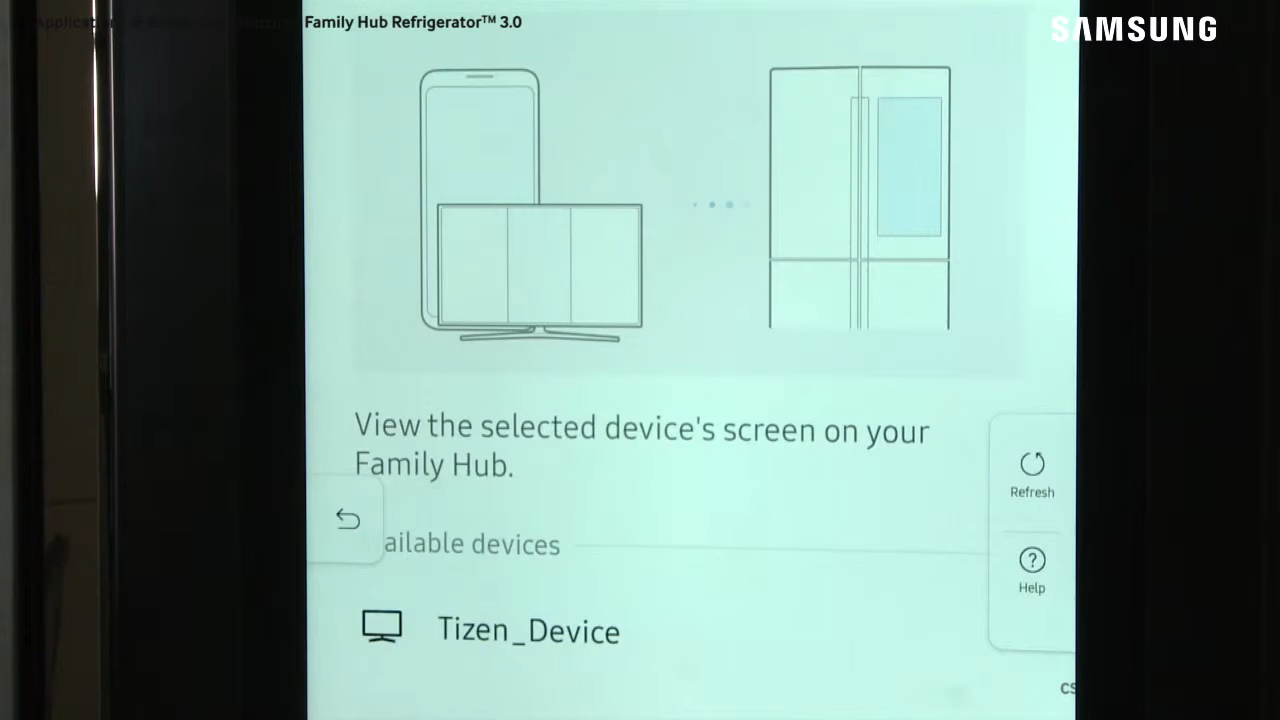 Family Hub Refrigerator™ 3.0
SAMSUNG
View the selected device's screen on your
Family Hub.
ailable devices
Refresh
Help
Tizen_Device
CS